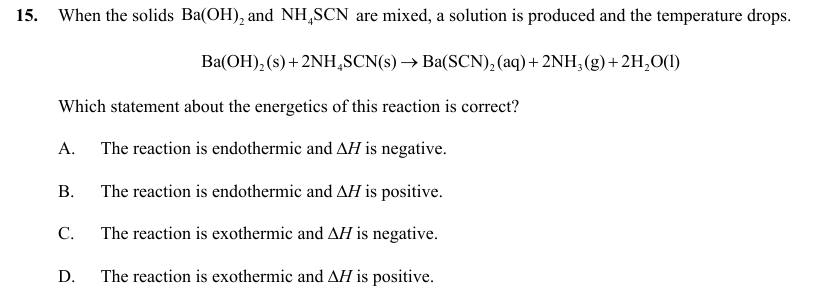 15. When the solids Ba(OH)₂ and NH₄SCN are mixed, a solution is produced and the temperature drops.
Ba(OH)₂(s) + 2NH₄SCN(s) → Ba(SCN)₂(aq) + 2NH₃(g) + 2H₂O(l)
Which statement about the energetics of this reaction is correct?
A. The reaction is endothermic and ΔH is negative.
B. The reaction is endothermic and ΔH is positive.
C. The reaction is exothermic and ΔH is negative.
D. The reaction is exothermic and ΔH is positive.